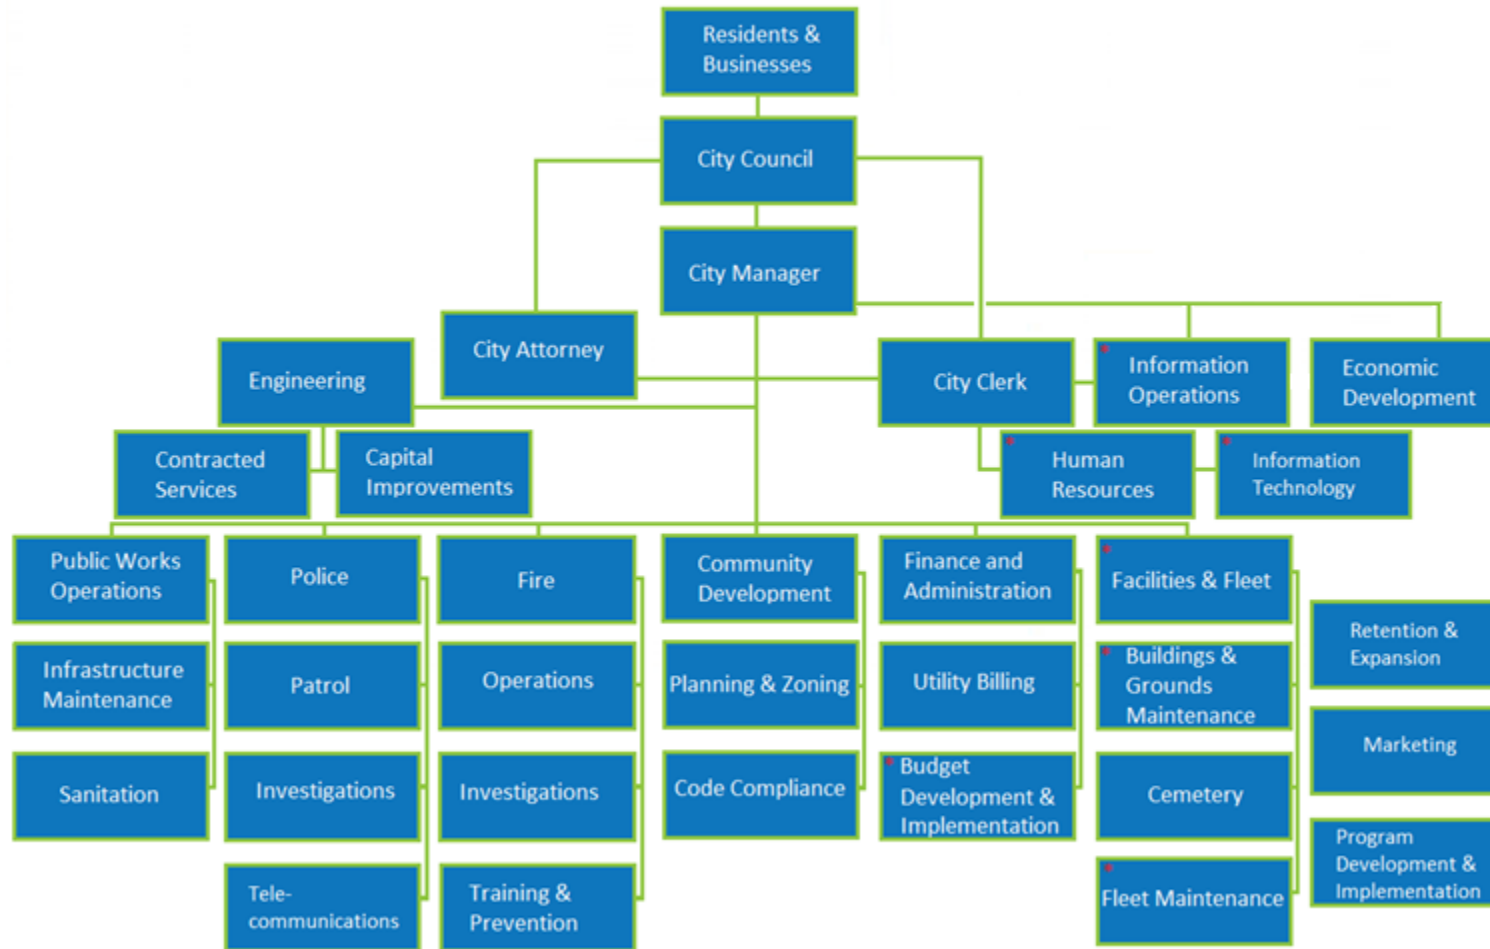 Residents &
Businesses
City Council
City Manager
City Attorney
Engineering
City Clerk
* Information
Operations
Economic
Development
Contracted
Services
Capital
Improvements
* Human
Resources
* Information
Technology
Public Works
Operations
Police
Fire
Community
Development
Finance and
Administration
*
Facilities & Fleet
Infrastructure
Maintenance
Patrol
Operations
Planning & Zoning
Utility Billing
* Buildings &
Grounds
Maintenance
Retention &
Expansion
Sanitation
Investigations
Investigations
Code Compliance
* Budget
Development &
Implementation
Cemetery
Marketing
Tele-
communications
Training &
Prevention
*
Fleet Maintenance
Program
Development &
Implementation